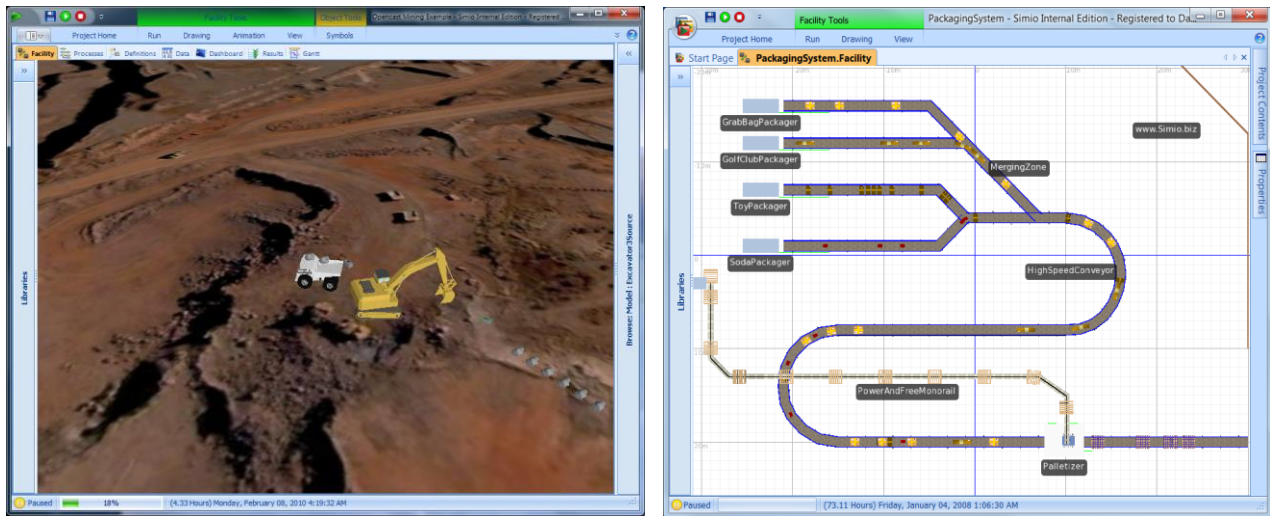 Facility Tools
Object Tools
Opencast Mining Example - Simio Internal Edition - Registered
Project Home Run Drawing Animation View Symbols
Facility Processes Definitions Data Dashboard Results Gantt
Libraries
Browse: Model : Excavator3Source
Paused 18% (4.33 Hours) Monday, February 08, 2010 4:19:32 AM
Facility Tools
PackagingSystem - Simio Internal Edition - Registered to Da...
Project Home Run Drawing View
Start Page PackagingSystem.Facility
Project Contents
Properties
Libraries
GrabBagPackager
www.Simio.biz
GolfClubPackager
MergingZone
ToyPackager
SodaPackager
HighSpeedConveyor
PowerAndFreeMonorail
Palletizer
Paused (73.11 Hours) Friday, January 04, 2008 1:06:30 AM